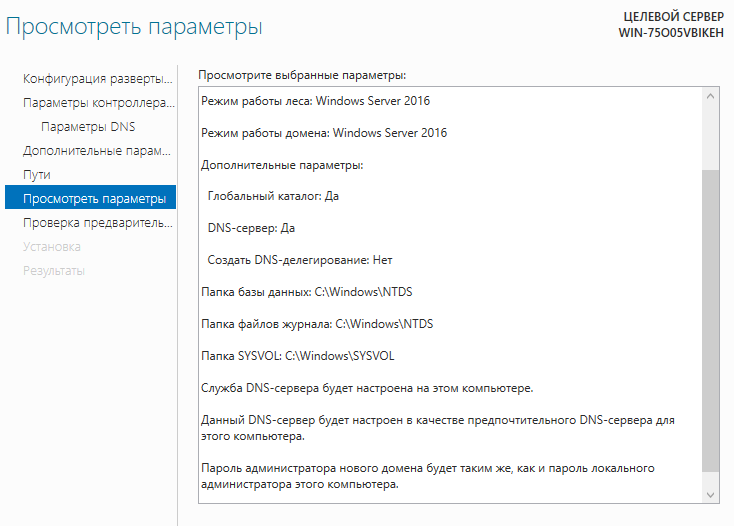 Просмотреть параметры
ЦЕЛЕВОЙ СЕРВЕР
WIN-75O05VBIKEH
Конфигурация разверты...
Параметры контроллера...
Параметры DNS
Дополнительные парам...
Пути
Просмотреть параметры
Проверка предваритель...
Установка
Результаты
Просмотрите выбранные параметры:
Режим работы леса: Windows Server 2016
Режим работы домена: Windows Server 2016
Дополнительные параметры:
Глобальный каталог: Да
DNS-сервер: Да
Создать DNS-делегирование: Нет
Папка базы данных: C:\Windows\NTDS
Папка файлов журнала: C:\Windows\NTDS
Папка SYSVOL: C:\Windows\SYSVOL
Служба DNS-сервера будет настроена на этом компьютере.
Данный DNS-сервер будет настроен в качестве предпочтительного DNS-сервера для
этого компьютера.
Пароль администратора нового домена будет таким же, как и пароль локального
администратора этого компьютера.